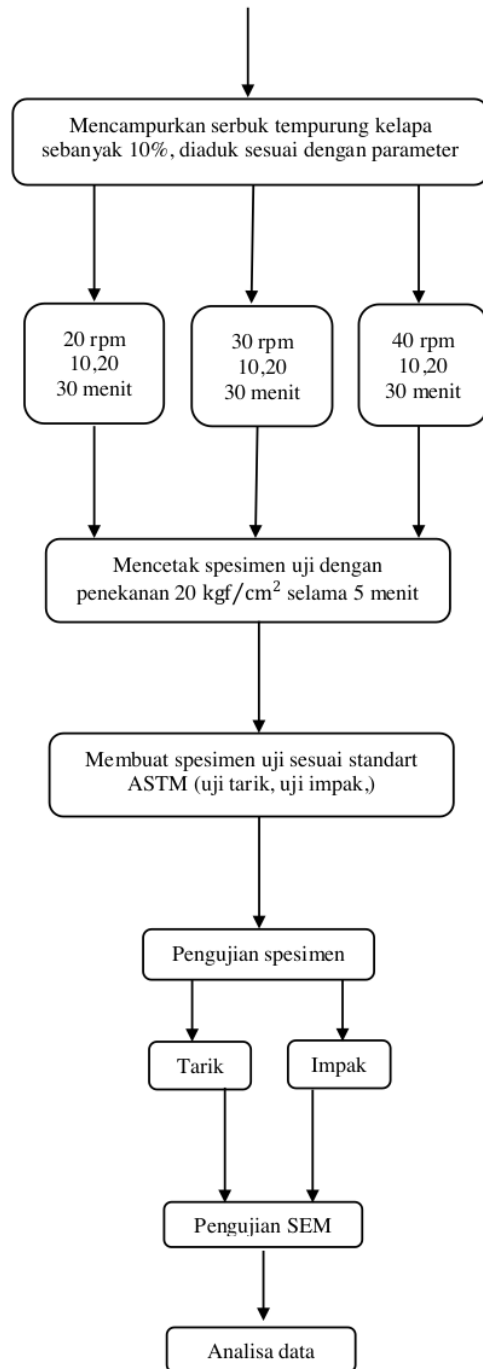 Mencampurkan serbuk tempurung kelapa
sebanyak 10%, diaduk sesuai dengan parameter
20 rpm
10,20
30 menit
30 rpm
10,20
30 menit
40 rpm
10,20
30 menit
Mencetak spesimen uji dengan
penekanan 20 kgf/cm² selama 5 menit
Membuat spesimen uji sesuai standart
ASTM (uji tarik, uji impak,)
Pengujian spesimen
Tarik
Impak
Pengujian SEM
Analisa data